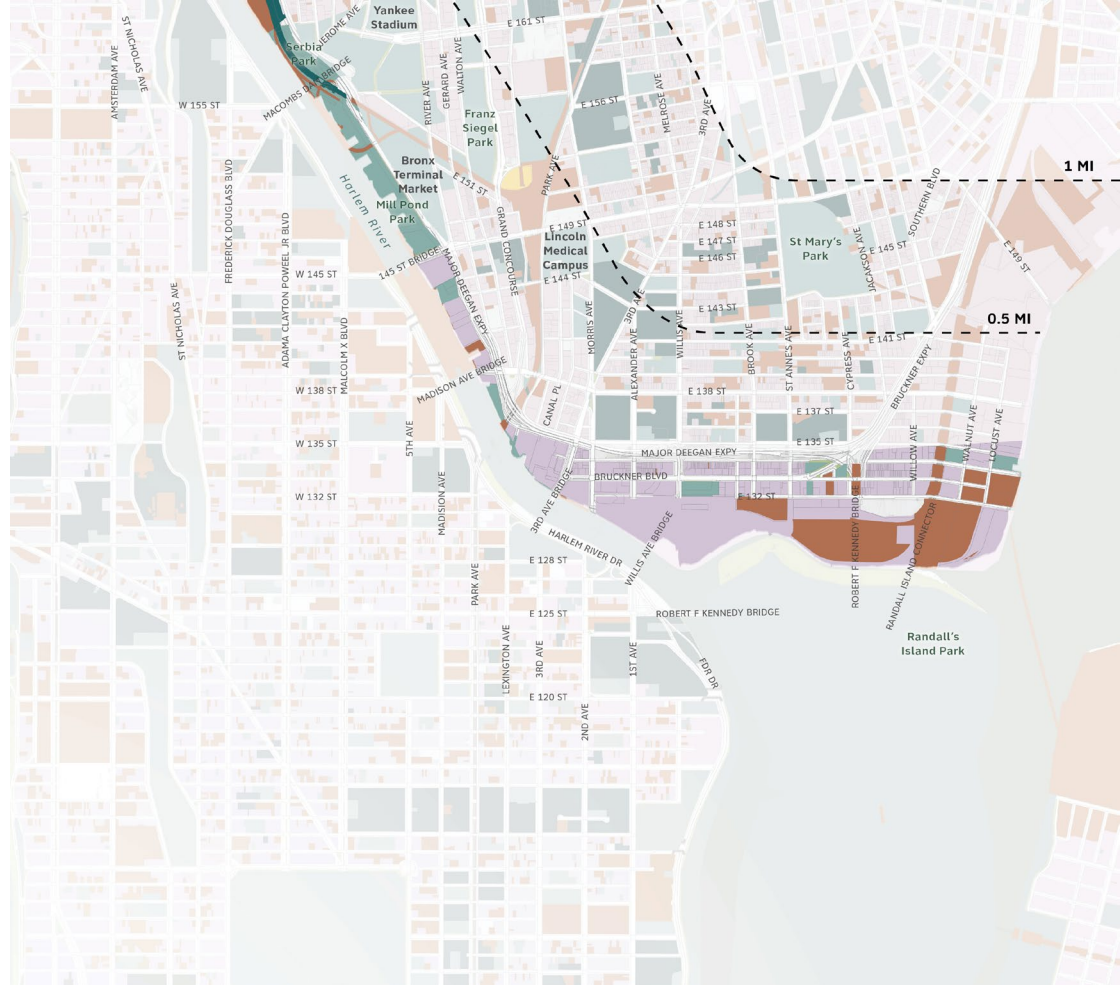 Yankee
Stadium
E 161 ST
ST NICHOLAS AVE
JEROME AVE
Serbia
Park
AMSTERDAM AVE
W 155 ST
MACOMBS DAM BRIDGE
RIVER AVE
GERARD AVE
WALTON AVE
E 156 ST
MELROSE AVE
3RD AVE
Franz
Siegel
Park
Bronx
Terminal
Market
Mill Pond
Park
E 151 ST
PARK AVE
1 MI
Harlem River
FREDERICK DOUGLASS BLVD
ADAMA CLAYTON POWEEL JR BLVD
145 ST BRIDGE
MAJOR DEEGAN EXPY
GRAND CONCOURSE
E 149 ST
Lincoln
Medical
Campus
E 144 ST
E 148 ST
E 147 ST
E 146 ST
E 143 ST
St Mary's
Park
JACKSON AVE
E 145 ST
SOUTHERN BLVD
E 149 ST
W 145 ST
ST NICHOLAS AVE
MALCOLM X BLVD
MORRIS AVE
3RD AVE
ALEXANDER AVE
WILLIS AVE
BROOK AVE
ST ANNE'S AVE
CYPRESS AVE
E 141 ST
0.5 MI
BRUCKNER EXPY
W 138 ST
MADISON AVE BRIDGE
CANAL PL
E 138 ST
E 137 ST
E 135 ST
W 135 ST
5TH AVE
MAJOR DEEGAN EXPY
BRUCKNER BLVD
WILLOW AVE
WALNUT AVE
LOCUST AVE
W 132 ST
MADISION AVE
3RD AVE BRIDGE
E 132 ST
HARLEM RIVER DR
WILLIS AVE BRIDGE
ROBERT F KENNEDY BRIDGE
RANDALL ISLAND CONNECTOR
E 128 ST
PARK AVE
E 125 ST
ROBERT F KENNEDY BRIDGE
Randall's
Island Park
LEXINGTON AVE
3RD AVE
1ST AVE
FDR DR
E 120 ST
2ND AVE